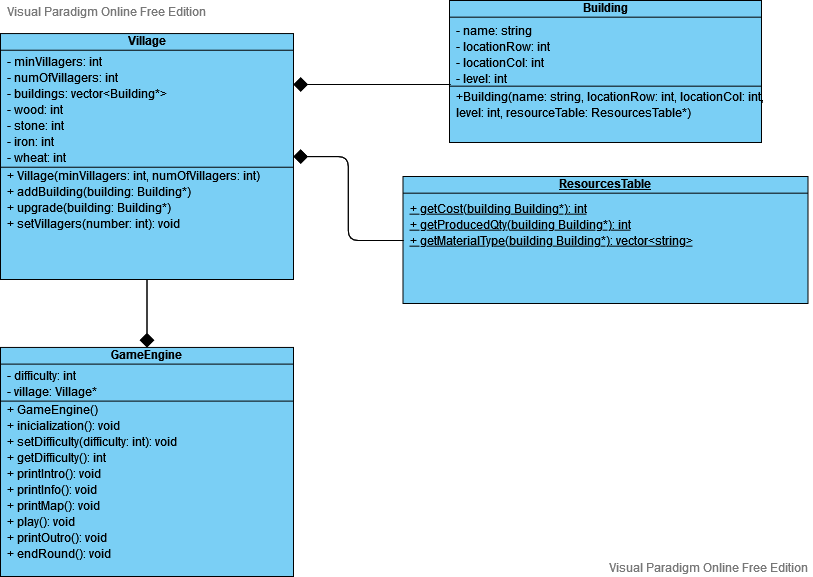 Visual Paradigm Online Free Edition
Village
- minVillagers: int
- numOfVillagers: int
- buildings: vector<Building*>
- wood: int
- stone: int
- iron: int
- wheat: int
+ Village(minVillagers: int, numOfVillagers: int)
+ addBuilding(building: Building*)
+ upgrade(building: Building*)
+ setVillagers(number: int): void
Building
- name: string
- locationRow: int
- locationCol: int
- level: int
+Building(name: string, locationRow: int, locationCol: int,
level: int, resourceTable: ResourcesTable*)
ResourcesTable
+ getCost(building Building*): int
+ getProducedQty(building Building*): int
+ getMaterialType(building Building*): vector<string>
GameEngine
- difficulty: int
- village: Village*
+ GameEngine()
+ inicialization(): void
+ setDifficulty(difficulty: int): void
+ getDifficulty(): int
+ printIntro(): void
+ printInfo(): void
+ printMap(): void
+ play(): void
+ printOutro(): void
+ endRound(): void
Visual Paradigm Online Free Edition